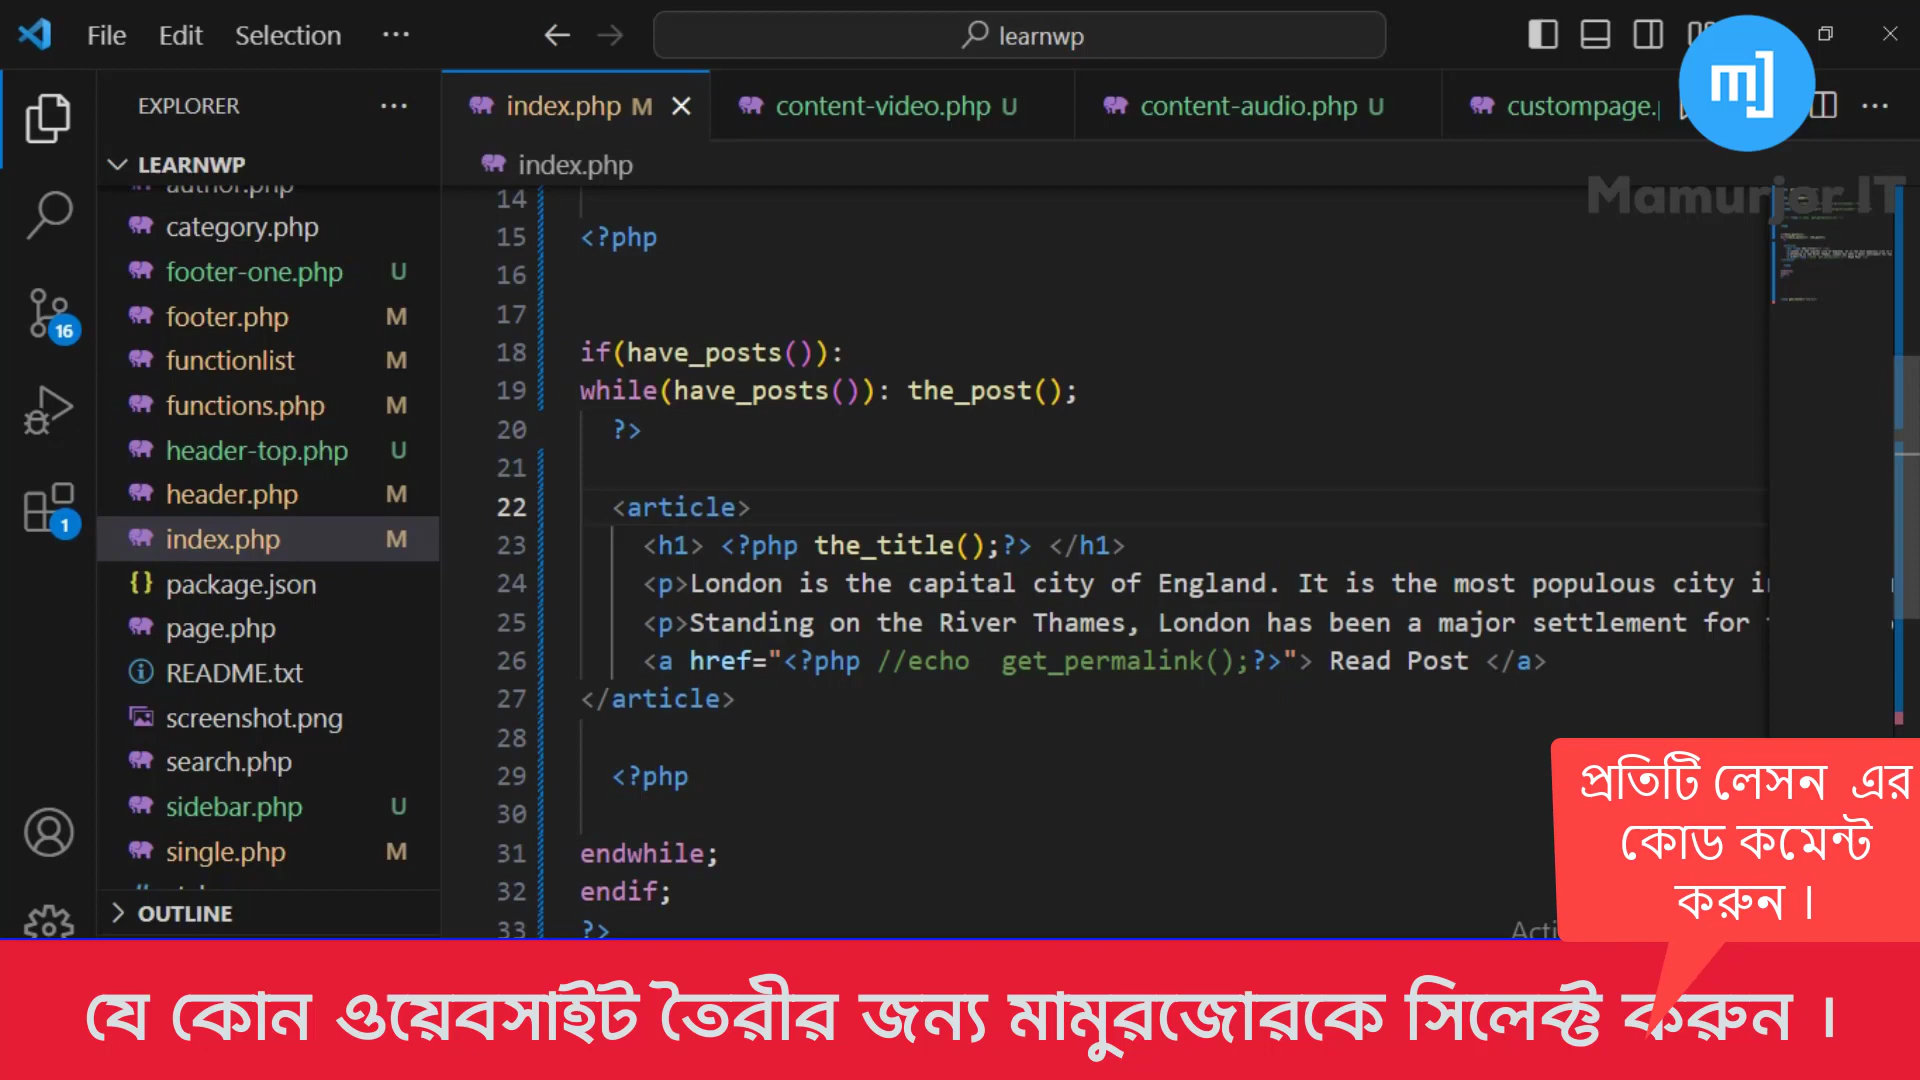 File Edit Selection ···
learnwp
EXPLORER ···
LEARNWP
author.php
category.php
footer-one.php U
footer.php M
functionlist M
functions.php M
header-top.php U
header.php M
index.php M
package.json
page.php
README.txt
screenshot.png
search.php
sidebar.php U
single.php M
OUTLINE
16
1
index.php M
content-video.php U
content-audio.php U
custompage.
m]
Mamurjor IT
index.php
14
15 <?php
16
17
18 if(have_posts()):
19 while(have_posts()): the_post();
20 ?>
21
22 <article>
23 <h1> <?php the_title();?> </h1>
24 <p>London is the capital city of England. It is the most populous city
25 <p>Standing on the River Thames, London has been a major settlement for
26 <a href="<?php //echo get_permalink();?>"> Read Post </a>
27 </article>
28
29 <?php
30
31 endwhile;
32 endif;
33 ?>
প্রতিটি লেসন এর
কোড কমেন্ট
করুন ।
যে কোন ওয়েবসাইট তৈরীর জন্য মামুরজোরকে সিলেক্ট করুন ।